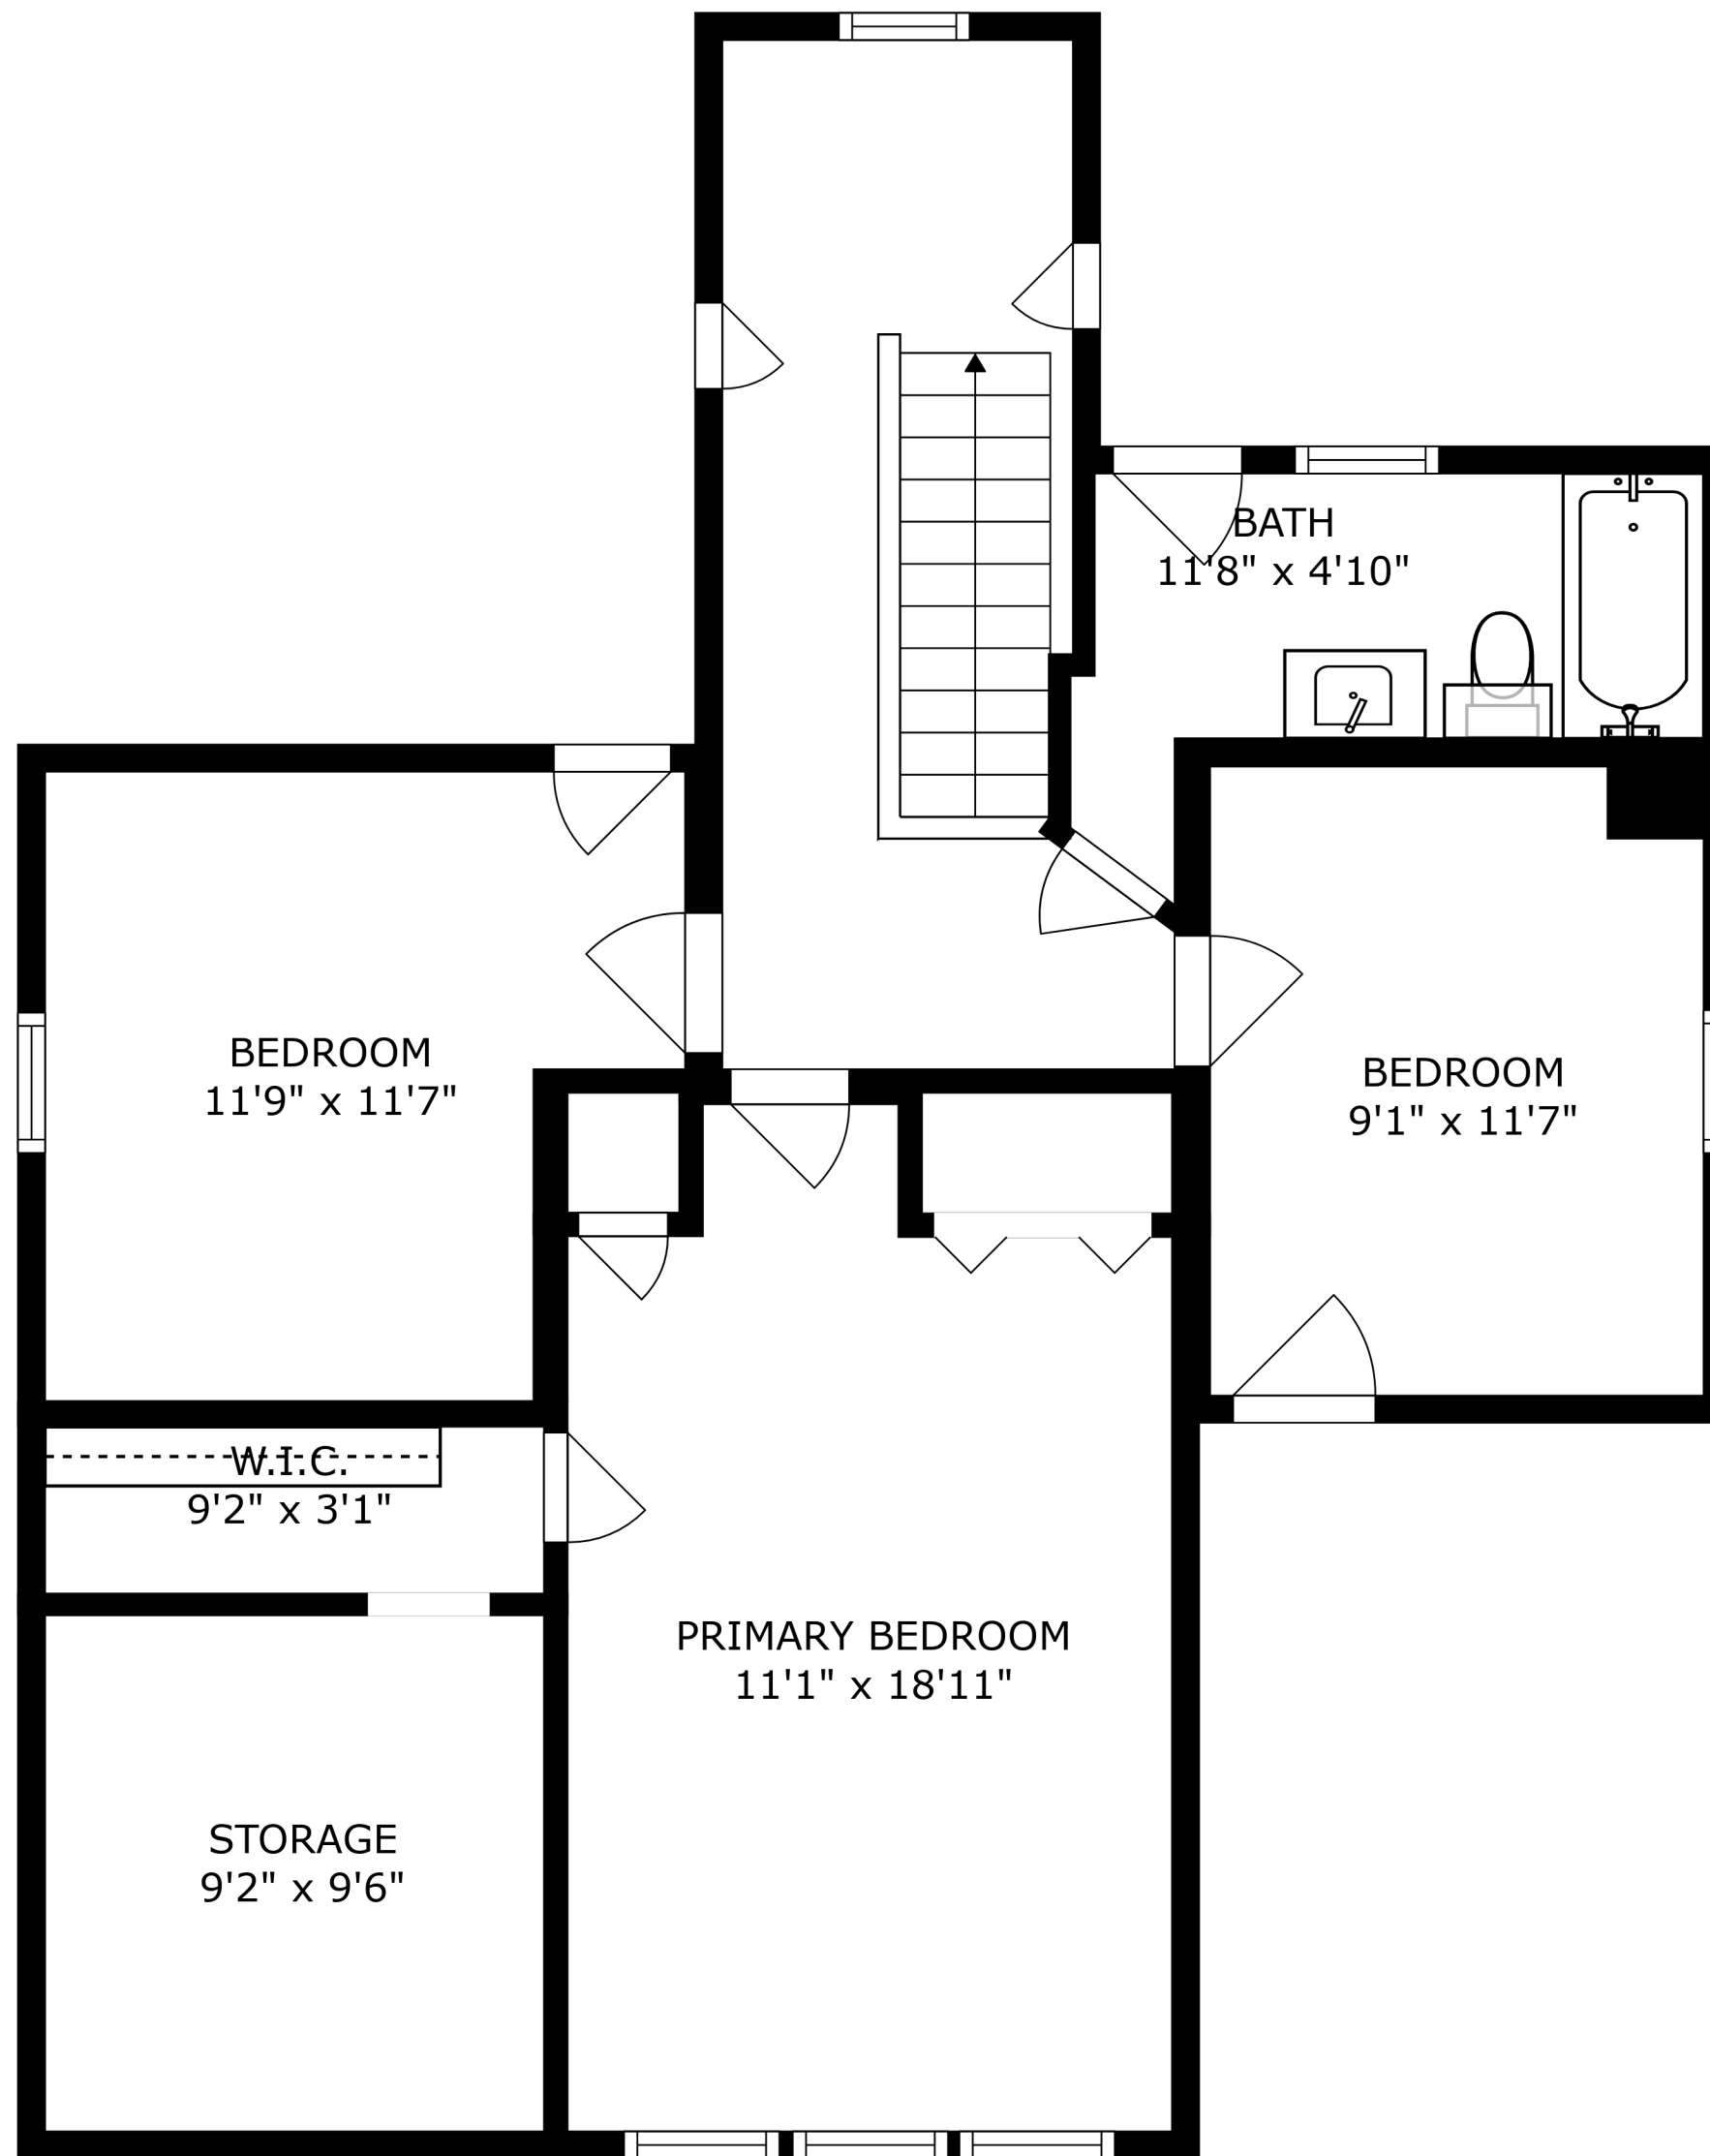 BATH
11'8" x 4'10"
BEDROOM
11'9" x 11'7"
BEDROOM
9'1" x 11'7"
W.I.C.
9'2" x 3'1"
PRIMARY BEDROOM
11'1" x 18'11"
STORAGE
9'2" x 9'6"